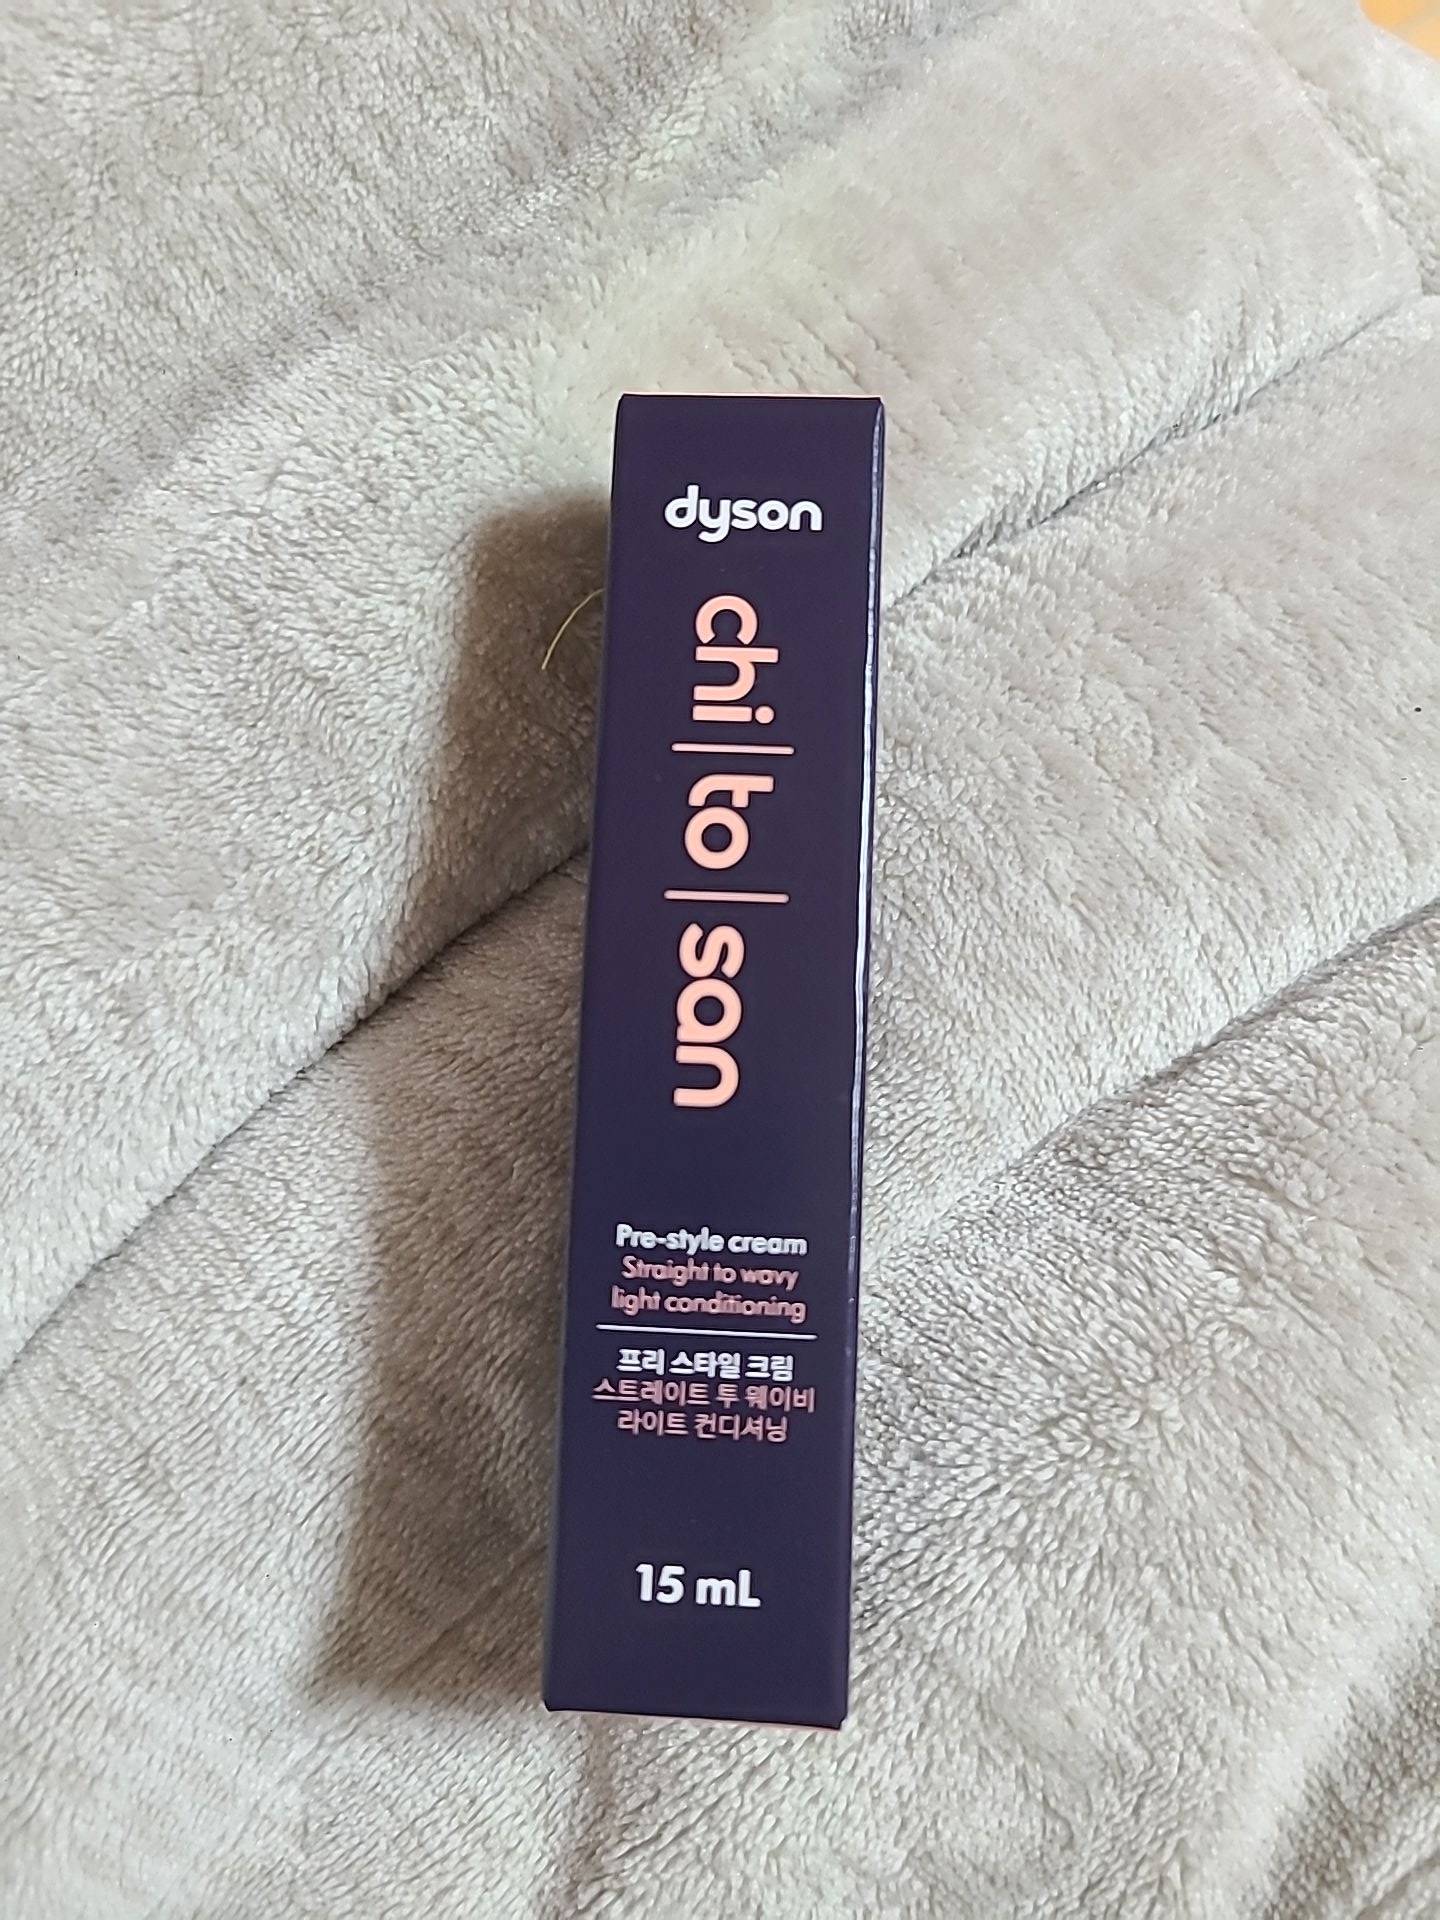 dyson
chi|to|san
Pre-style cream
Straight to wavy
light conditioning
프리 스타일 크림
스트레이트 투 웨이비
라이트 컨디셔닝
15 mL